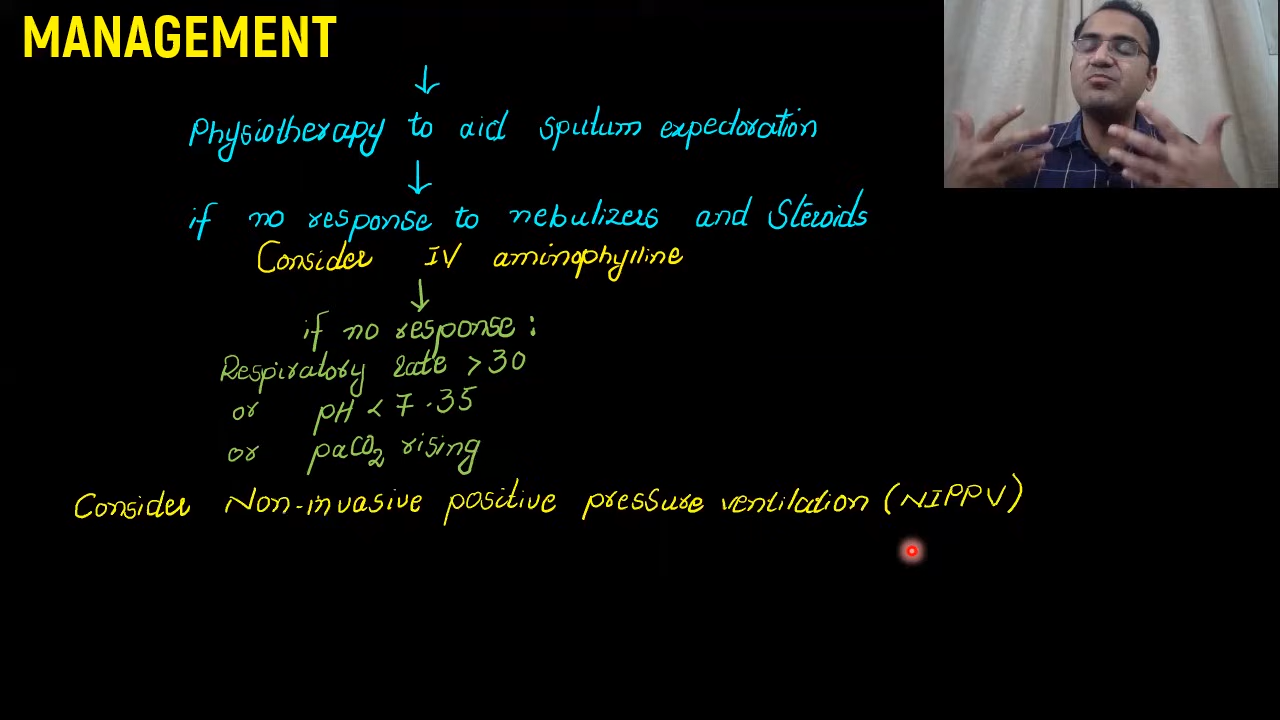 MANAGEMENT
↓
Physiotherapy to aid sputum expectoration
↓
if no response to nebulizers and Steroids
Consider IV aminophylline
↓
if no response:
Respiratory rate > 30
or pH < 7.35
or paCO₂ rising
Consider Non-invasive positive pressure ventilation (NIPPV)